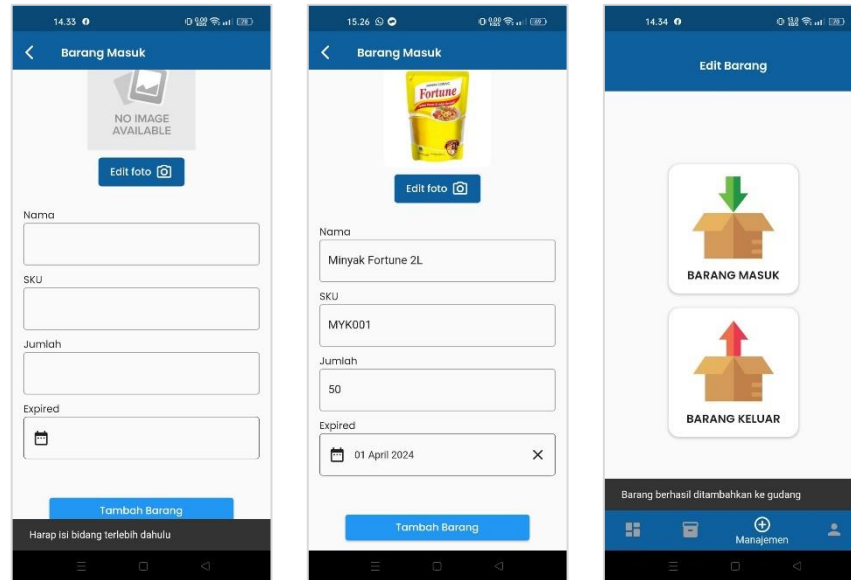 14.33
Barang Masuk
NO IMAGE
AVAILABLE
Edit foto
Nama
SKU
Jumlah
Expired
Tambah Barang
Harap isi bidang terlebih dahulu
15.26
Barang Masuk
Fortune
Edit foto
Nama
Minyak Fortune 2L
SKU
MYK001
Jumlah
50
Expired
01 April 2024
Tambah Barang
14.34
Edit Barang
BARANG MASUK
BARANG KELUAR
Barang berhasil ditambahkan ke gudang
Manajemen